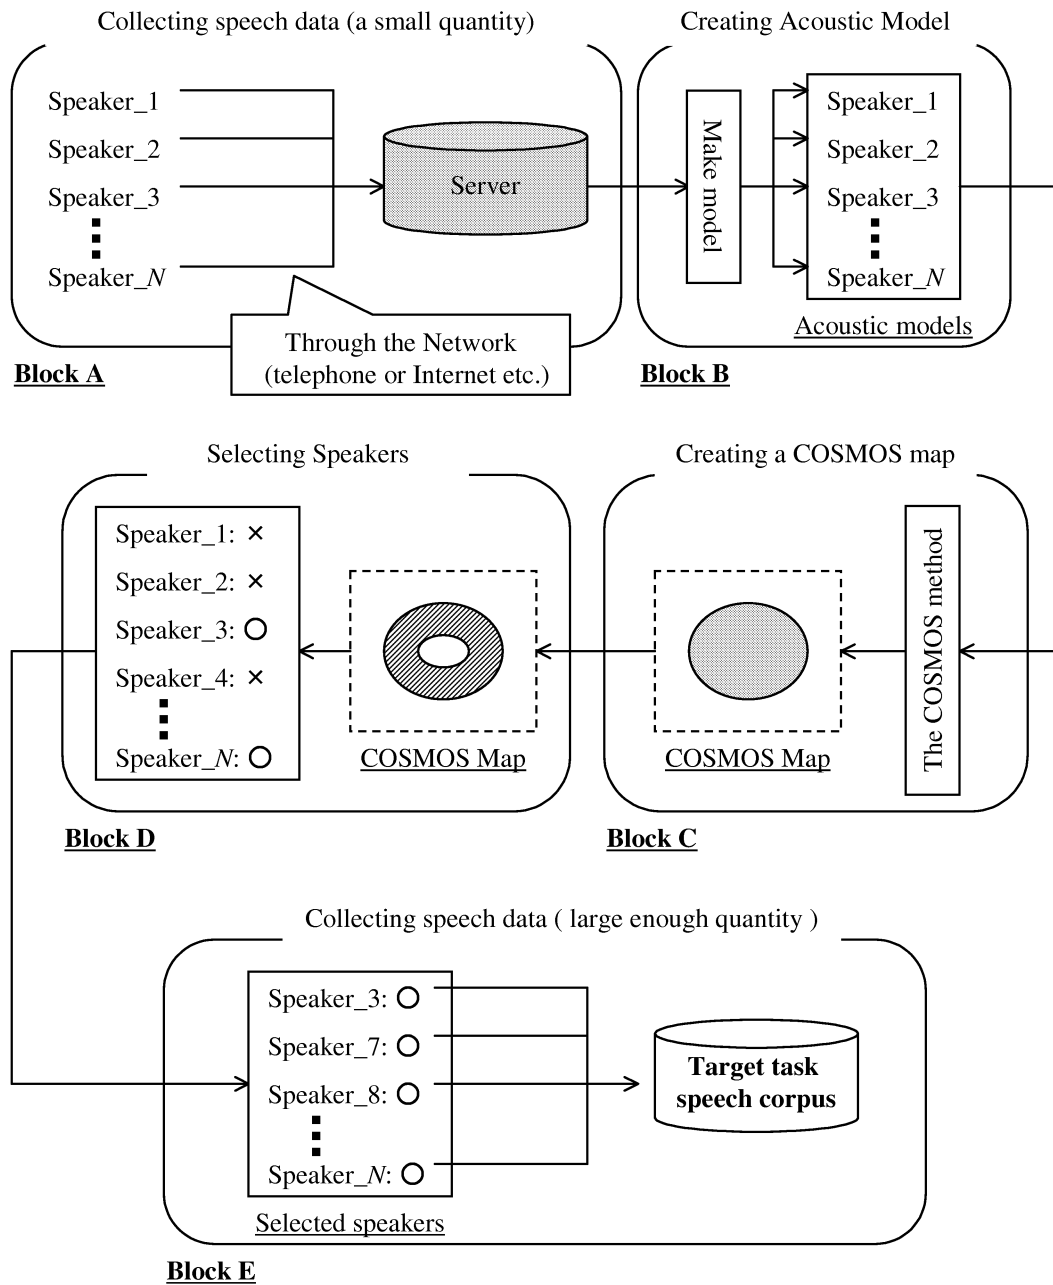 Collecting speech data (a small quantity)
Speaker_1
Speaker_2
Speaker_3
Speaker_N
Server
Through the Network
(telephone or Internet etc.)
Block A
Creating Acoustic Model
Make model
Speaker_1
Speaker_2
Speaker_3
Speaker_N
Acoustic models
Block B
Selecting Speakers
Speaker_1: ×
Speaker_2: ×
Speaker_3: ○
Speaker_4: ×
Speaker_N: ○
COSMOS Map
Block D
Creating a COSMOS map
COSMOS Map
The COSMOS method
Block C
Collecting speech data ( large enough quantity )
Speaker_3: ○
Speaker_7: ○
Speaker_8: ○
Speaker_N: ○
Selected speakers
Target task
speech corpus
Block E